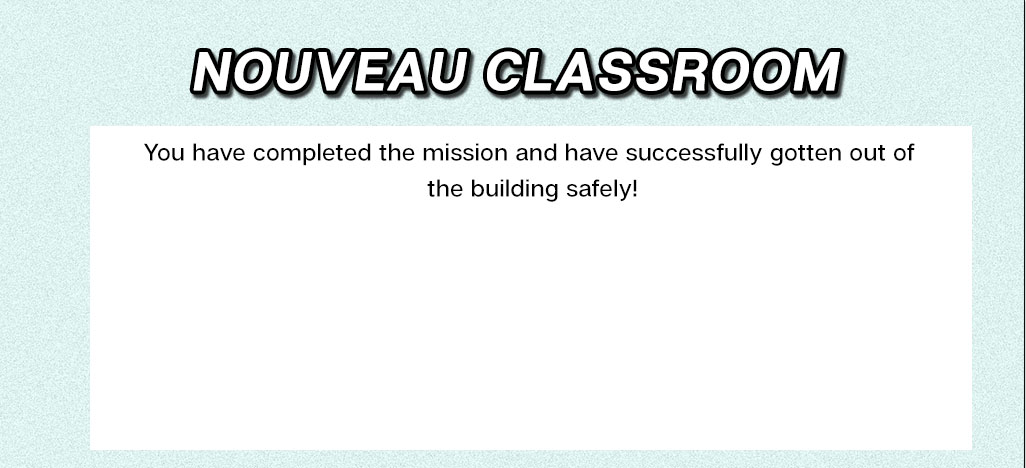 NOUVEAU CLASSROOM
You have completed the mission and have successfully gotten out of
the building safely!